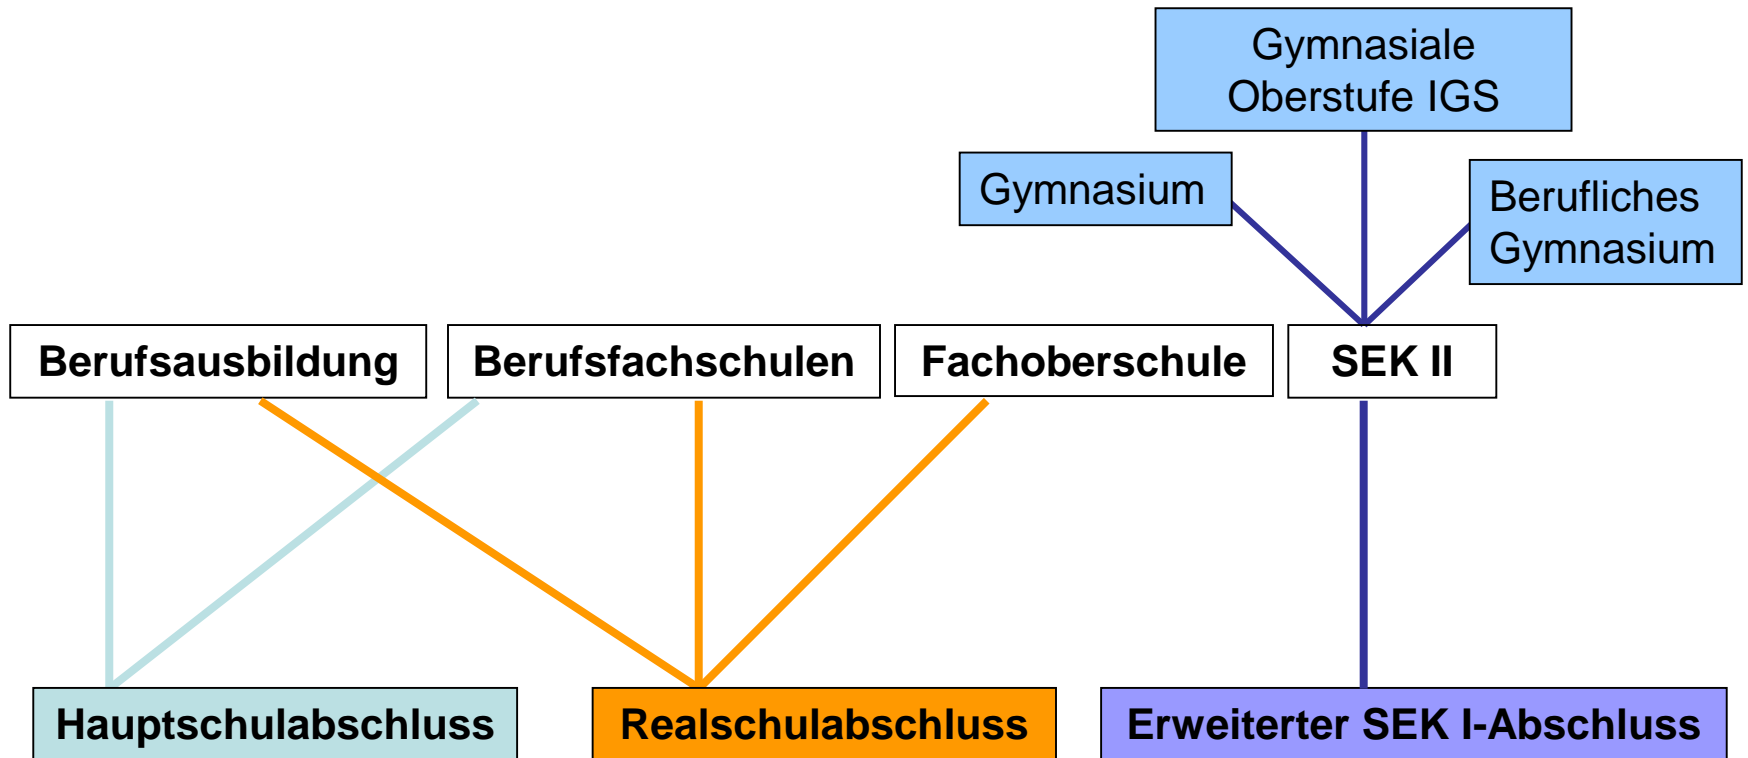 Gymnasiale
Oberstufe IGS
Gymnasium
Berufliches
Gymnasium
Berufsausbildung
Berufsfachschulen
Fachoberschule
SEK II
Hauptschulabschluss
Realschulabschluss
Erweiterter SEK I-Abschluss